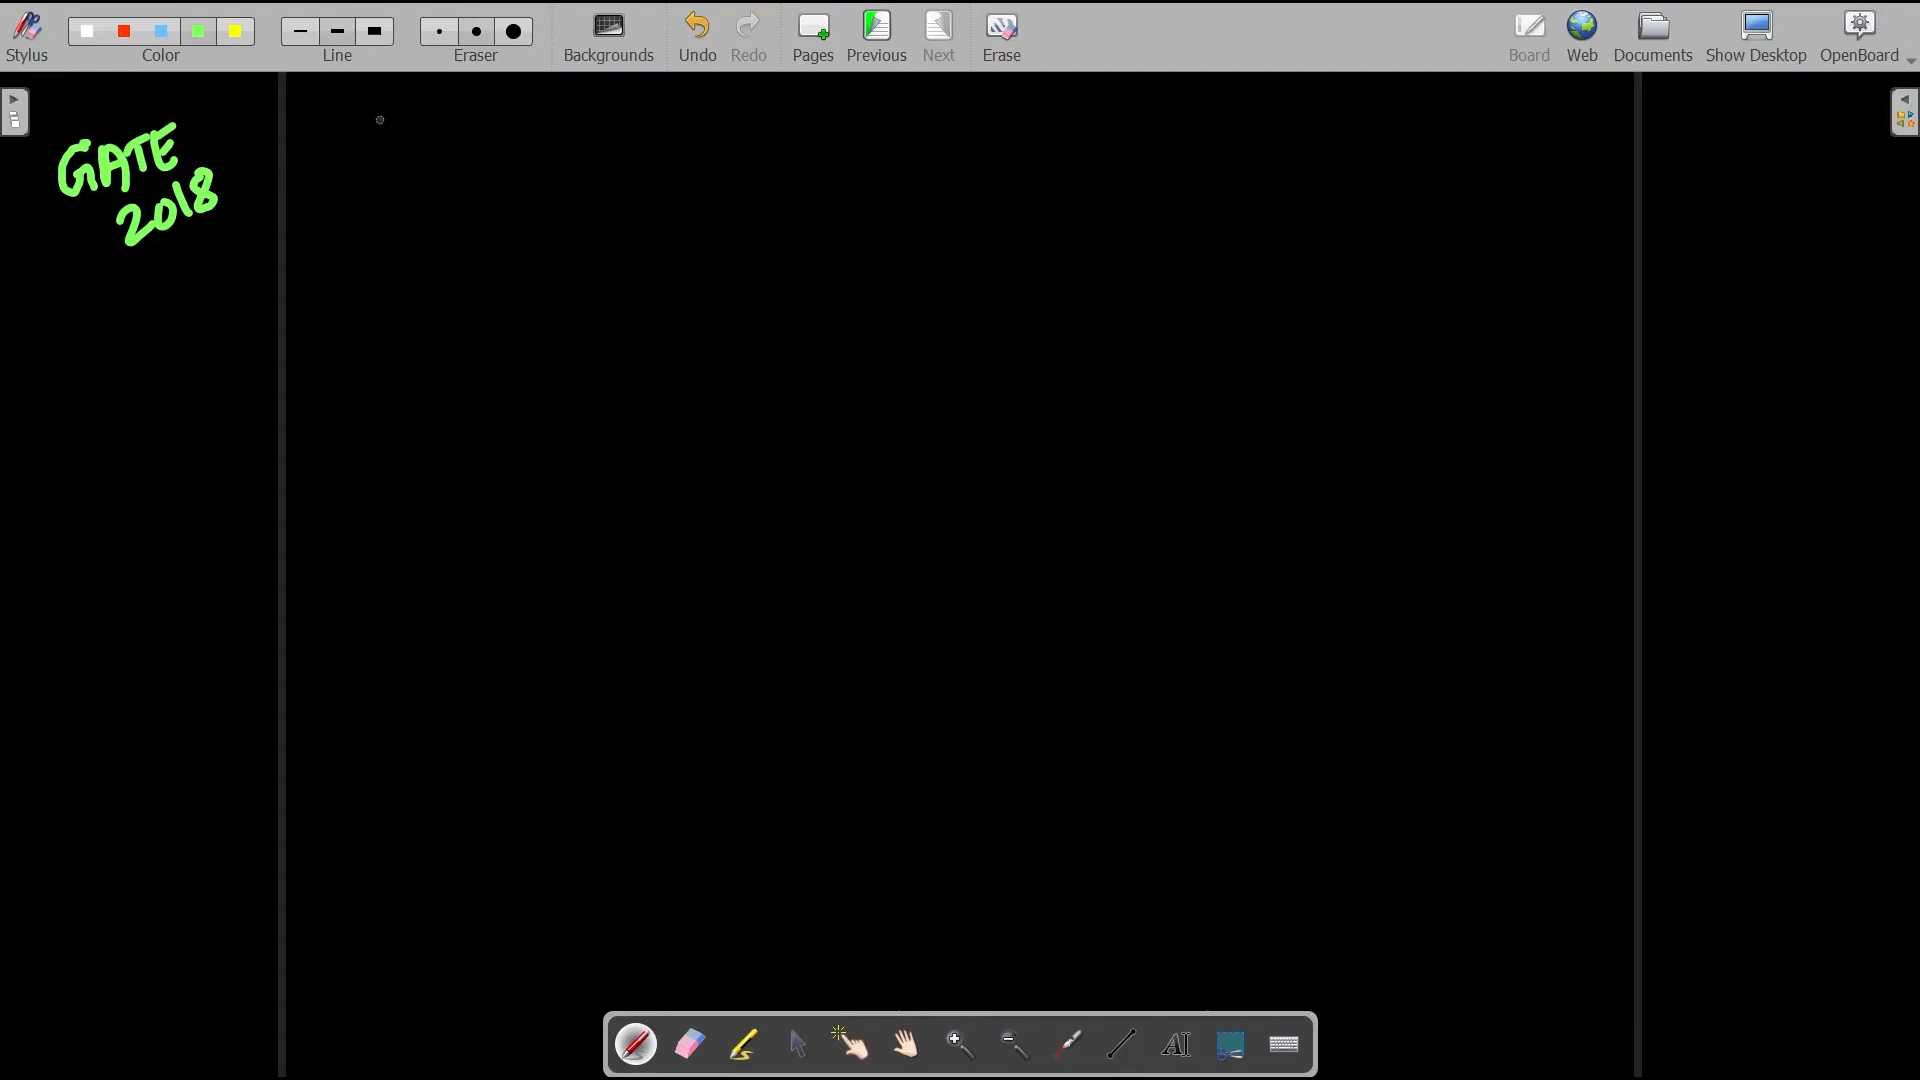 Stylus
Color
Line
Eraser
Backgrounds
Undo
Redo
Pages
Previous
Next
Erase
Board
Web
Documents
Show Desktop
OpenBoard
GATE
2018
AI